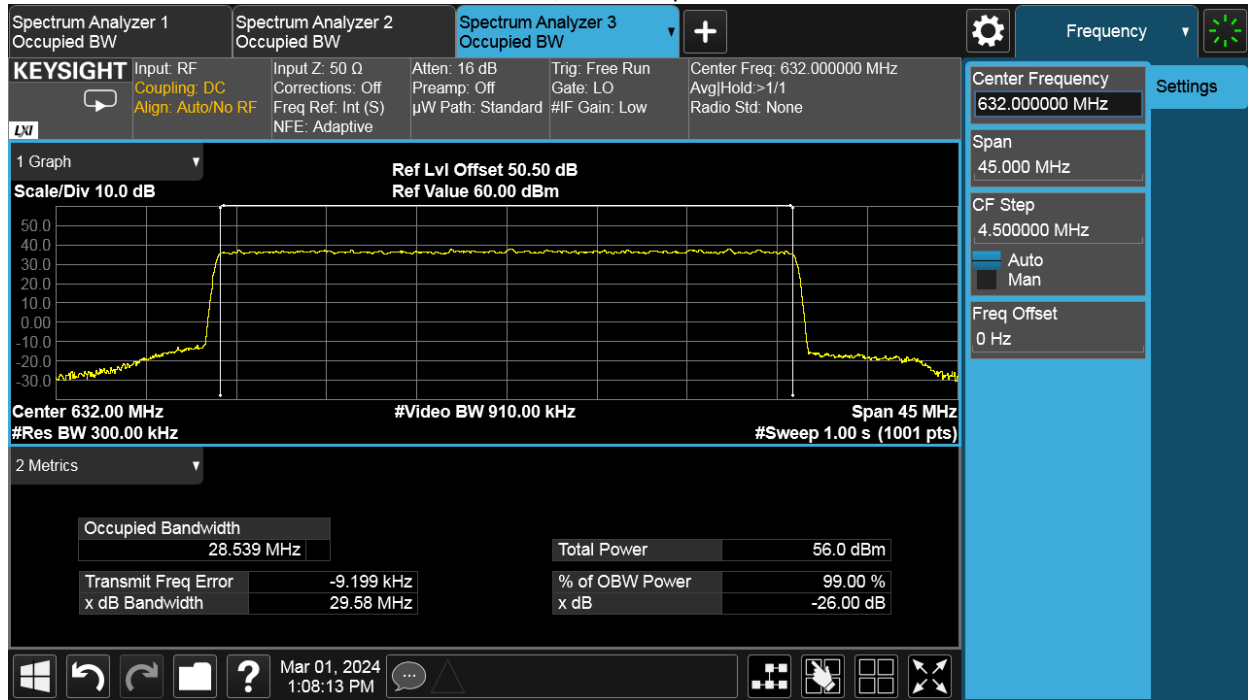 Spectrum Analyzer 1
Occupied BW
Spectrum Analyzer 2
Occupied BW
Spectrum Analyzer 3
Occupied BW
Frequency
KEYSIGHT
LXI
Input: RF
Coupling: DC
Align: Auto/No RF
Input Z: 50 Ω
Corrections: Off
Freq Ref: Int (S)
NFE: Adaptive
Atten: 16 dB
Preamp: Off
µW Path: Standard
Trig: Free Run
Gate: LO
#IF Gain: Low
Center Freq: 632.000000 MHz
Avg|Hold:>1/1
Radio Std: None
Center Frequency
632.000000 MHz
Settings
Span
45.000 MHz
CF Step
4.500000 MHz
Auto
Man
Freq Offset
0 Hz
1 Graph
Scale/Div 10.0 dB
Ref Lvl Offset 50.50 dB
Ref Value 60.00 dBm
50.0
40.0
30.0
20.0
10.0
0.00
-10.0
-20.0
-30.0
Center 632.00 MHz
#Video BW 910.00 kHz
Span 45 MHz
#Res BW 300.00 kHz
#Sweep 1.00 s (1001 pts)
2 Metrics
Occupied Bandwidth
28.539 MHz
Total Power 56.0 dBm
Transmit Freq Error -9.199 kHz
% of OBW Power 99.00 %
x dB Bandwidth 29.58 MHz
x dB -26.00 dB
?
Mar 01, 2024
1:08:13 PM